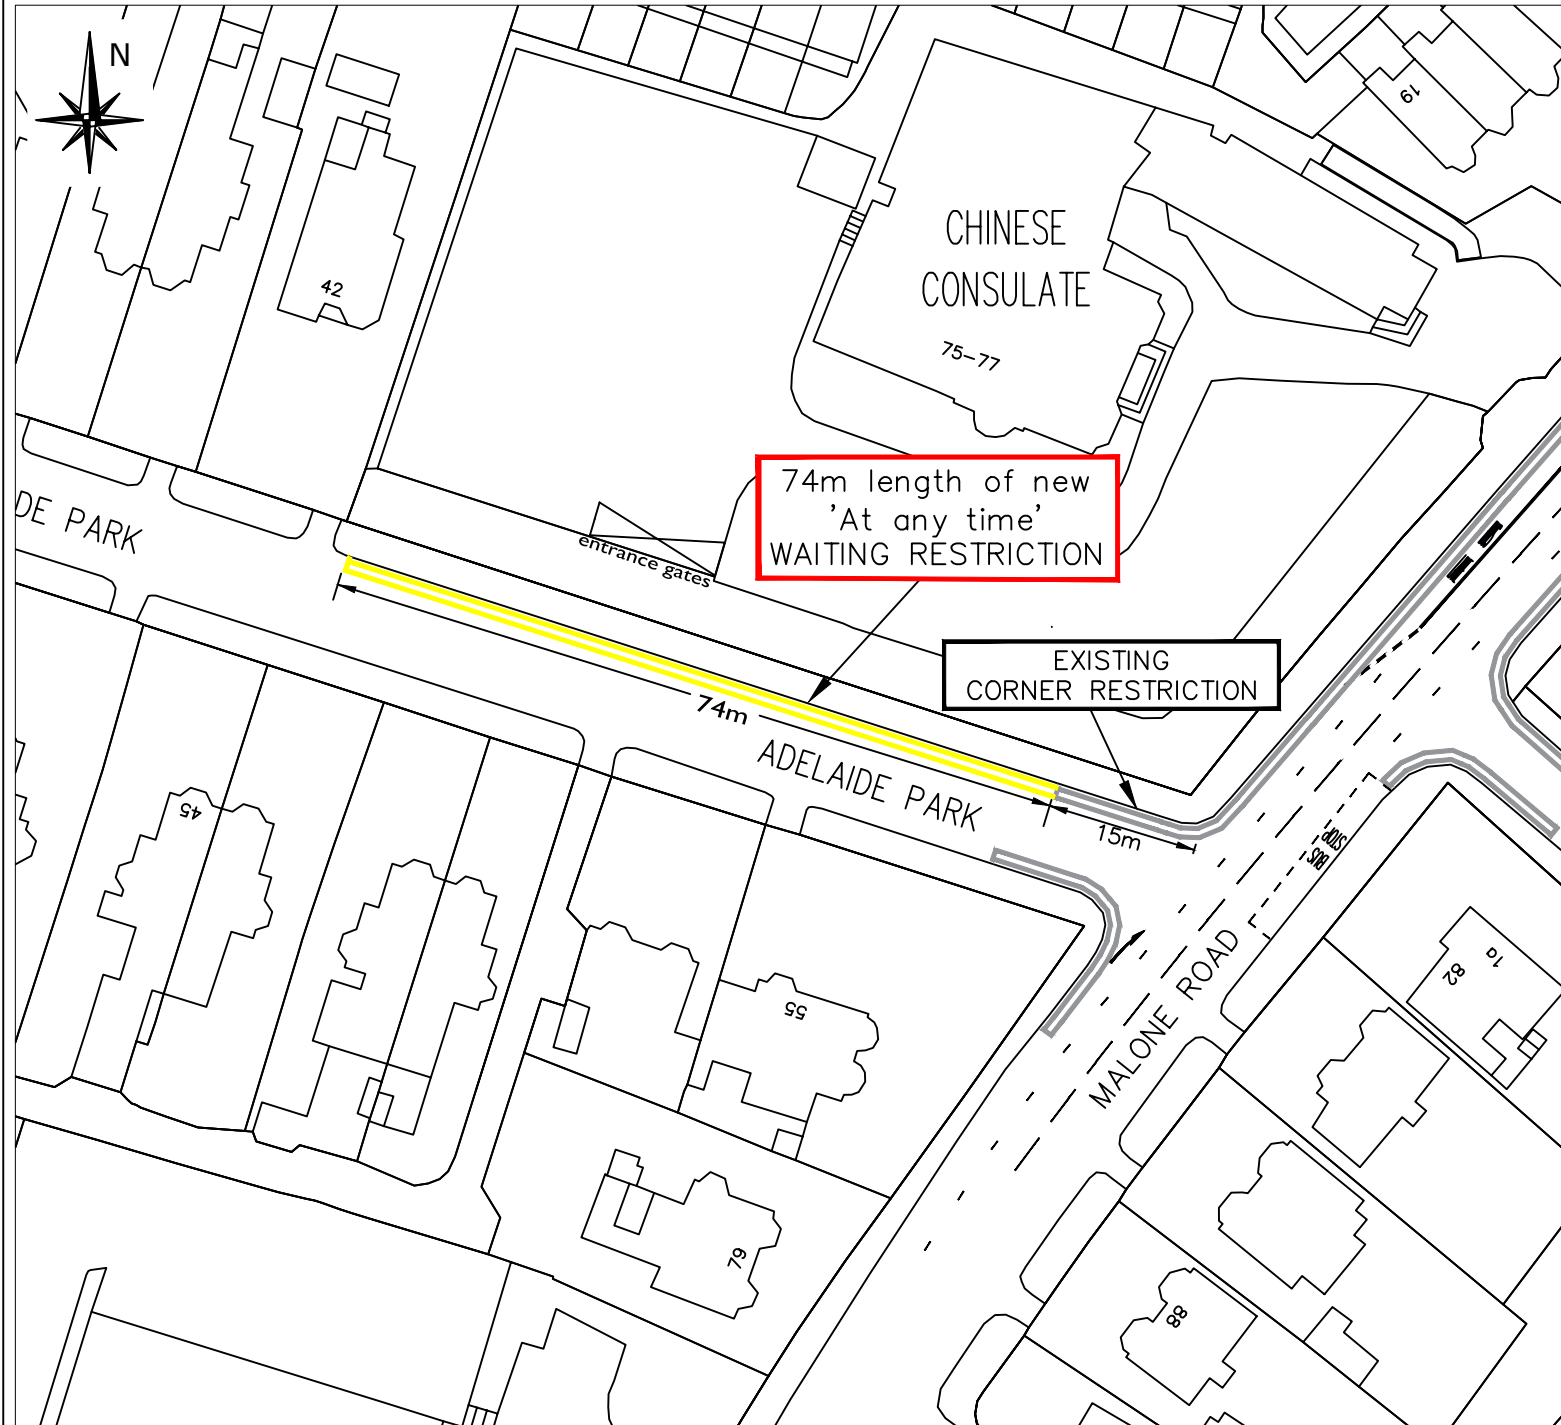 N
19
42
CHINESE
CONSULATE
75-77
74m length of new
'At any time'
WAITING RESTRICTION
DE PARK
entrance gates
EXISTING
CORNER RESTRICTION
74m
ADELAIDE PARK
15m
BUS
STOP
MALONE ROAD
45
55
82
1a
79
88